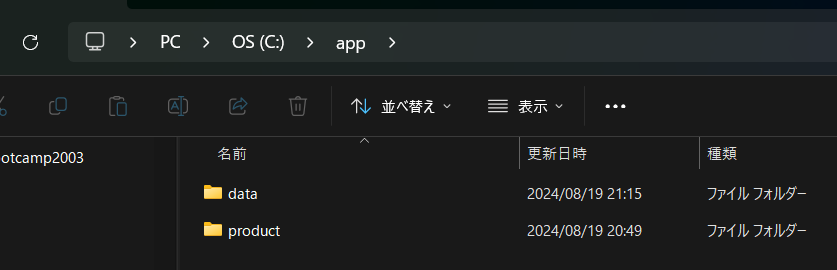 PC > OS (C:) > app >
並べ替え 表示 •••
otcamp2003
名前 更新日時 種類
data 2024/08/19 21:15 ファイル フォルダー
product 2024/08/19 20:49 ファイル フォルダー